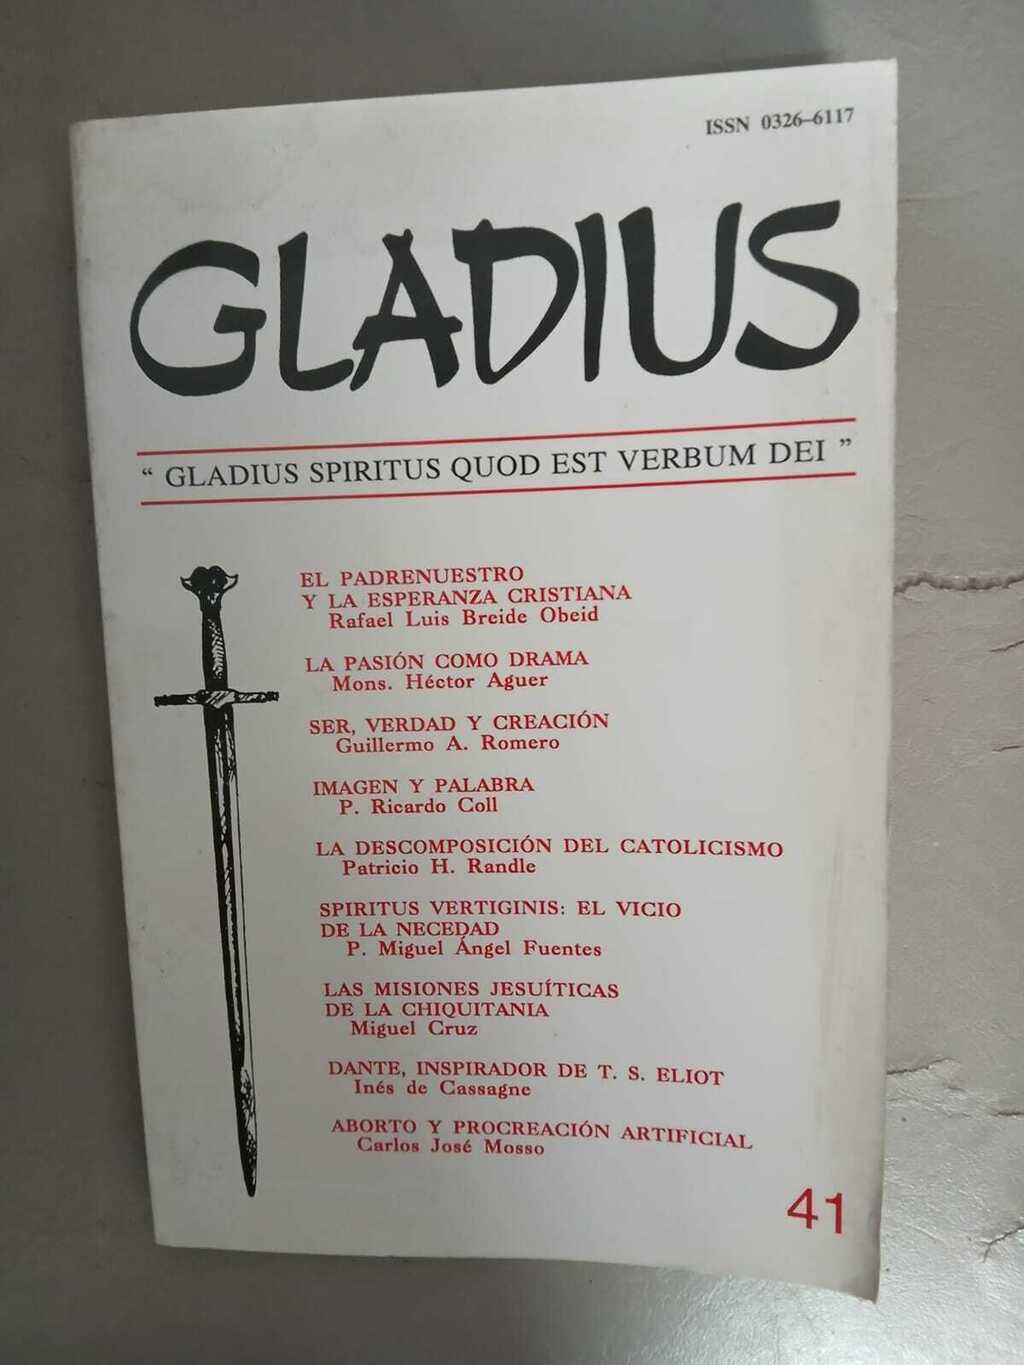 ISSN 0326–6117
GLADIUS
“ GLADIUS SPIRITUS QUOD EST VERBUM DEI ”
EL PADRENUESTRO
Y LA ESPERANZA CRISTIANA
Rafael Luis Breide Obeid
LA PASIÓN COMO DRAMA
Mons. Héctor Aguer
SER, VERDAD Y CREACIÓN
Guillermo A. Romero
IMAGEN Y PALABRA
P. Ricardo Coll
LA DESCOMPOSICIÓN DEL CATOLICISMO
Patricio H. Randle
SPIRITUS VERTIGINIS: EL VICIO
DE LA NECEDAD
P. Miguel Ángel Fuentes
LAS MISIONES JESUÍTICAS
DE LA CHIQUITANIA
Miguel Cruz
DANTE, INSPIRADOR DE T. S. ELIOT
Inés de Cassagne
ABORTO Y PROCREACIÓN ARTIFICIAL
Carlos José Mosso
41